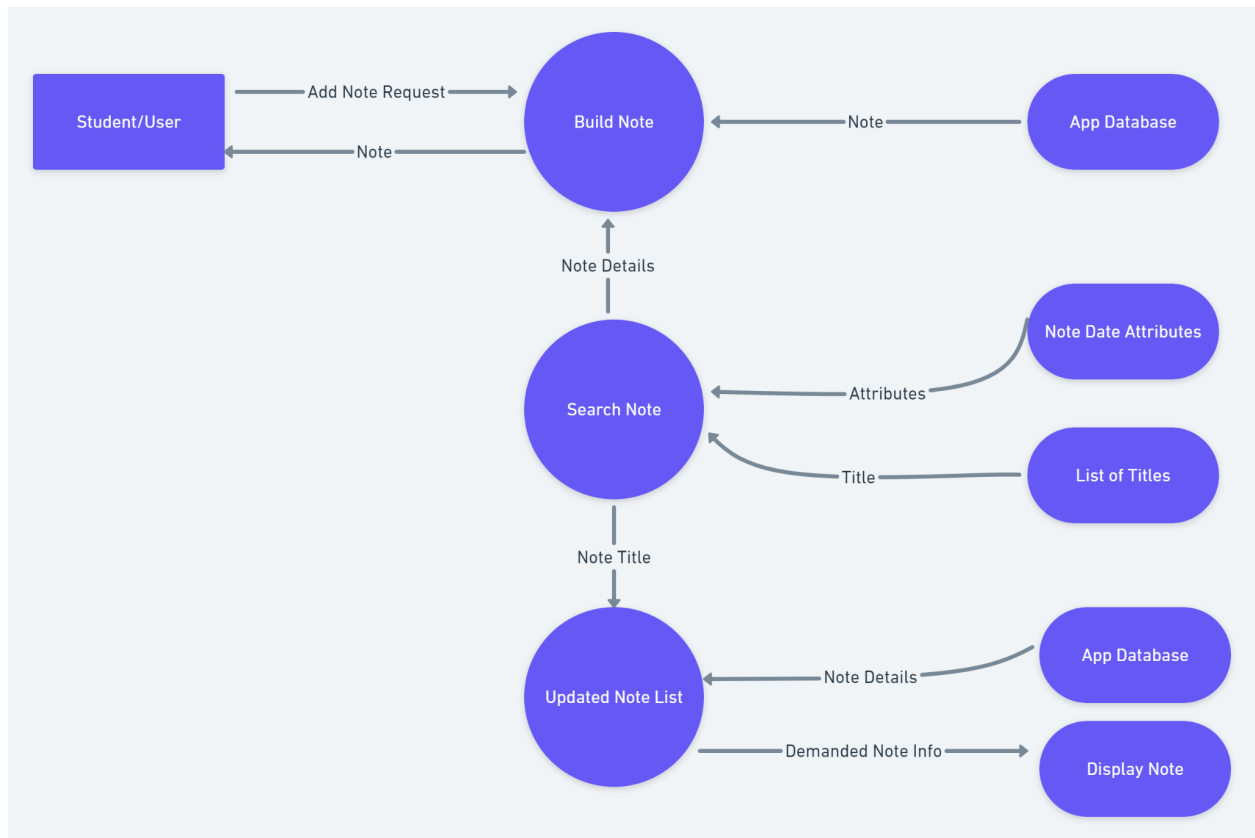 Student/User
Add Note Request
Note
Build Note
Note
App Database
Note Details
Search Note
Note Date Attributes
Attributes
Title
List of Titles
Note Title
Updated Note List
Note Details
App Database
Demanded Note Info
Display Note